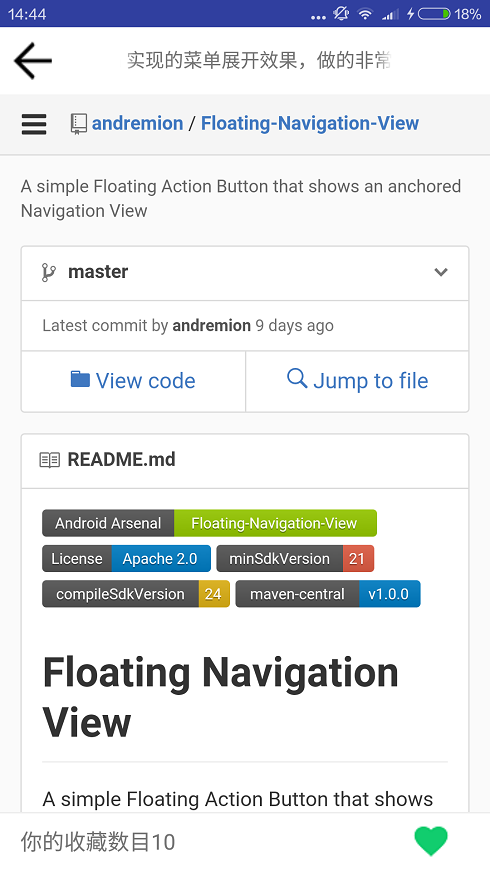 14:44
18%
实现的菜单展开效果，做的非常
andremion / Floating-Navigation-View
A simple Floating Action Button that shows an anchored
Navigation View
master
Latest commit by andremion 9 days ago
View code
Jump to file
README.md
Android Arsenal Floating-Navigation-View
License Apache 2.0 minSdkVersion 21
compileSdkVersion 24 maven-central v1.0.0
Floating Navigation
View
A simple Floating Action Button that shows
你的收藏数目10